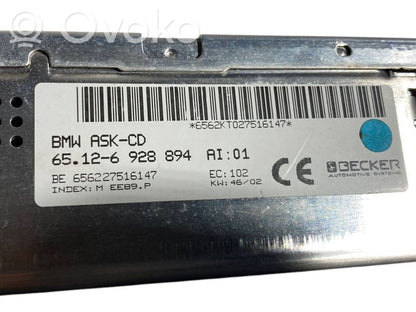 Ovoko
*6562KT027516147*
BMW ASK-CD
65.12-6 928 894 AI:01
BE 656227516147 EC:102
INDEX: M EE89.P KW: 46/02
CE BECKER
AUTOMOTIVE SYSTEMS